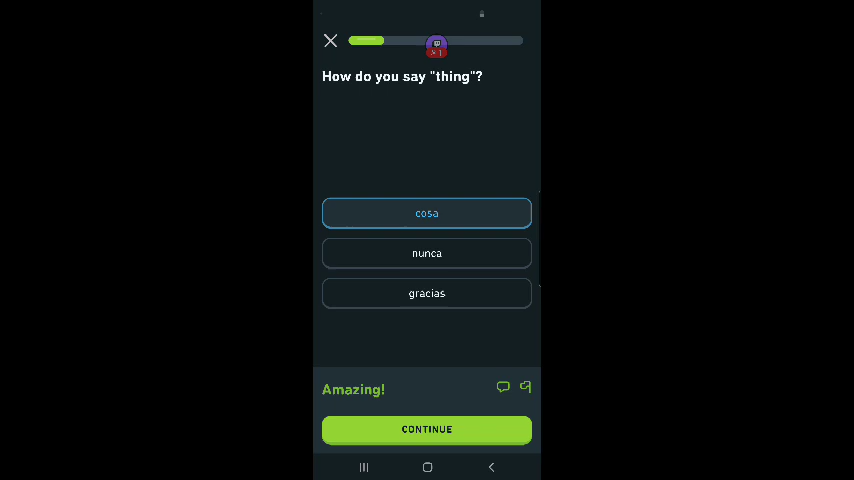 How do you say "thing"?
cosa
nunca
gracias
Amazing!
CONTINUE